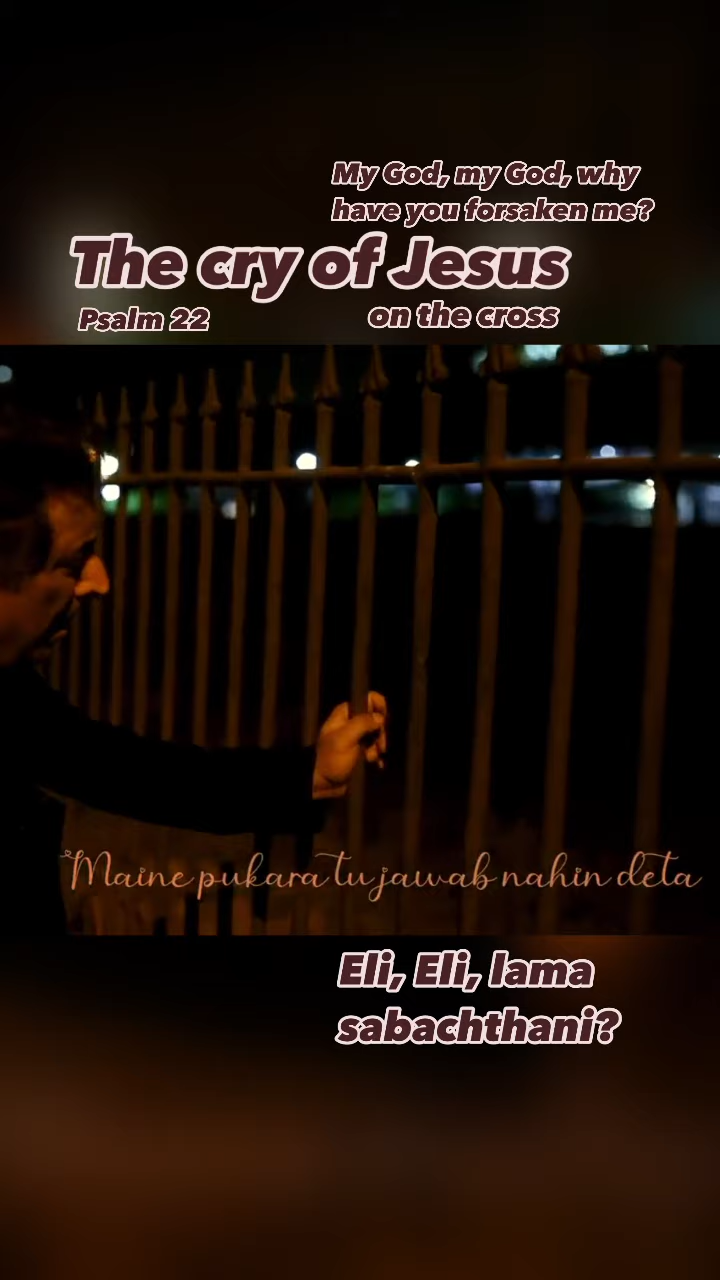 My God, my God, why
have you forsaken me?
The cry of Jesus
Psalm 22
on the cross
Maine pukara tu jawab nahin deta
Eli, Eli, lama
sabachthani?